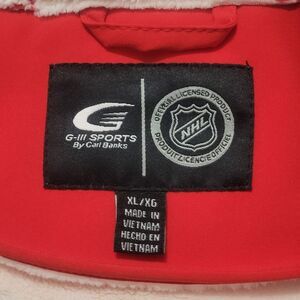 G-III SPORTS
By Carl Banks
OFFICIAL LICENSED PRODUCT
NHL
PRODUIT LICENCIÉ OFFICIEL
XL/XG
MADE IN
VIETNAM
HECHO EN
VIETNAM